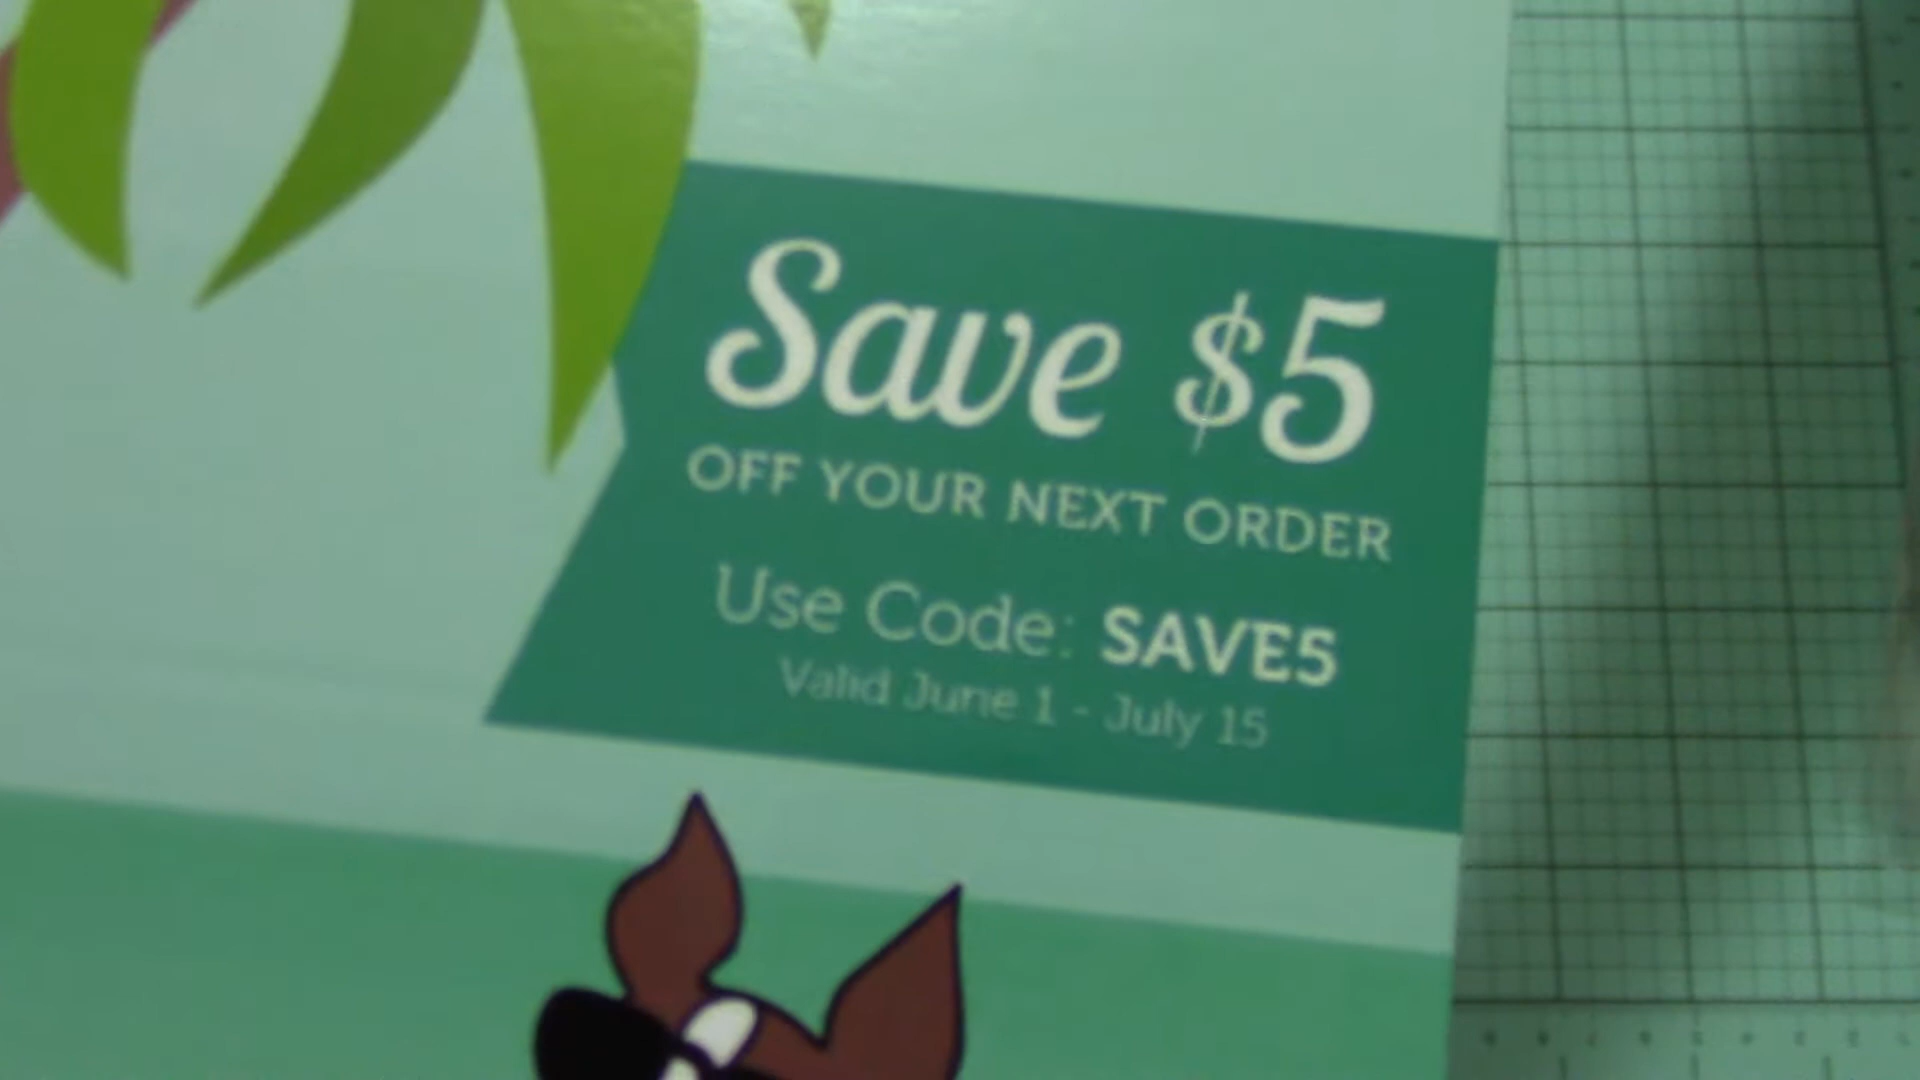 Save $5
OFF YOUR NEXT ORDER
Use Code: SAVE5
Valid June 1 - July 15